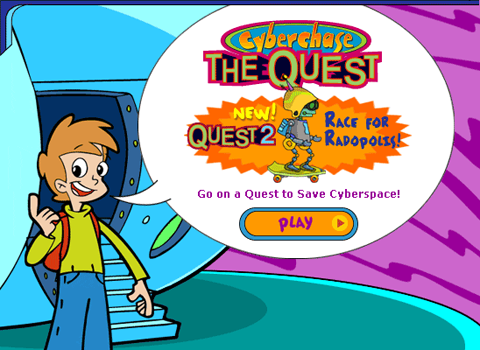 Cyberchase
THE QUEST
NEW!
QUEST 2
RACE FOR
RADOPOLIS!
Go on a Quest to Save Cyberspace!
PLAY